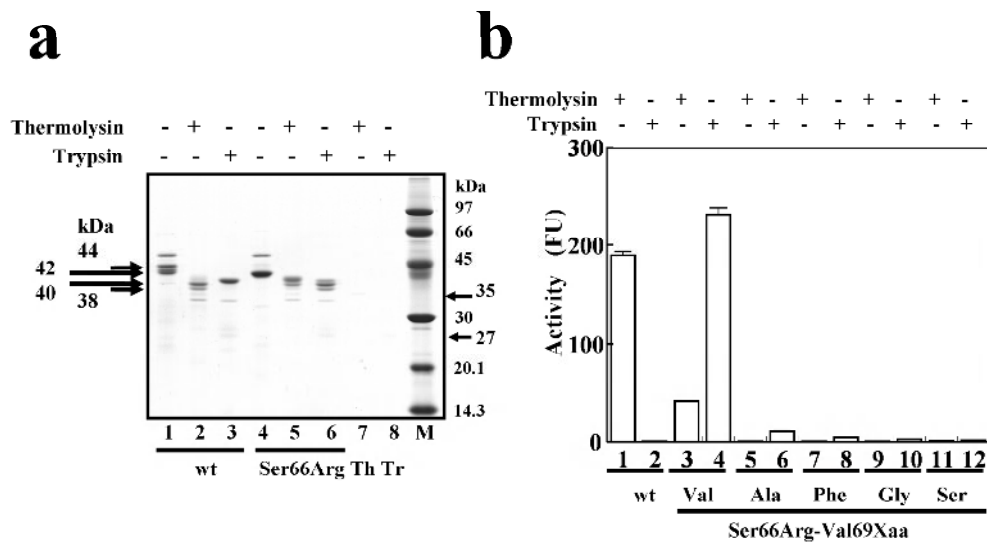 a
Thermolysin - + - - + - + -
Trypsin - - + - - + - +
kDa
44
42
40
38
kDa
97
66
45
35
30
27
20.1
14.3
1 2 3 4 5 6 7 8 M
wt Ser66Arg Th Tr
b
Thermolysin + - + - + - + - + - + -
Trypsin - + - + - + - + - + - +
300
200
100
0
Activity (FU)
1 2 3 4 5 6 7 8 9 10 11 12
wt Val Ala Phe Gly Ser
Ser66Arg-Val69Xaa